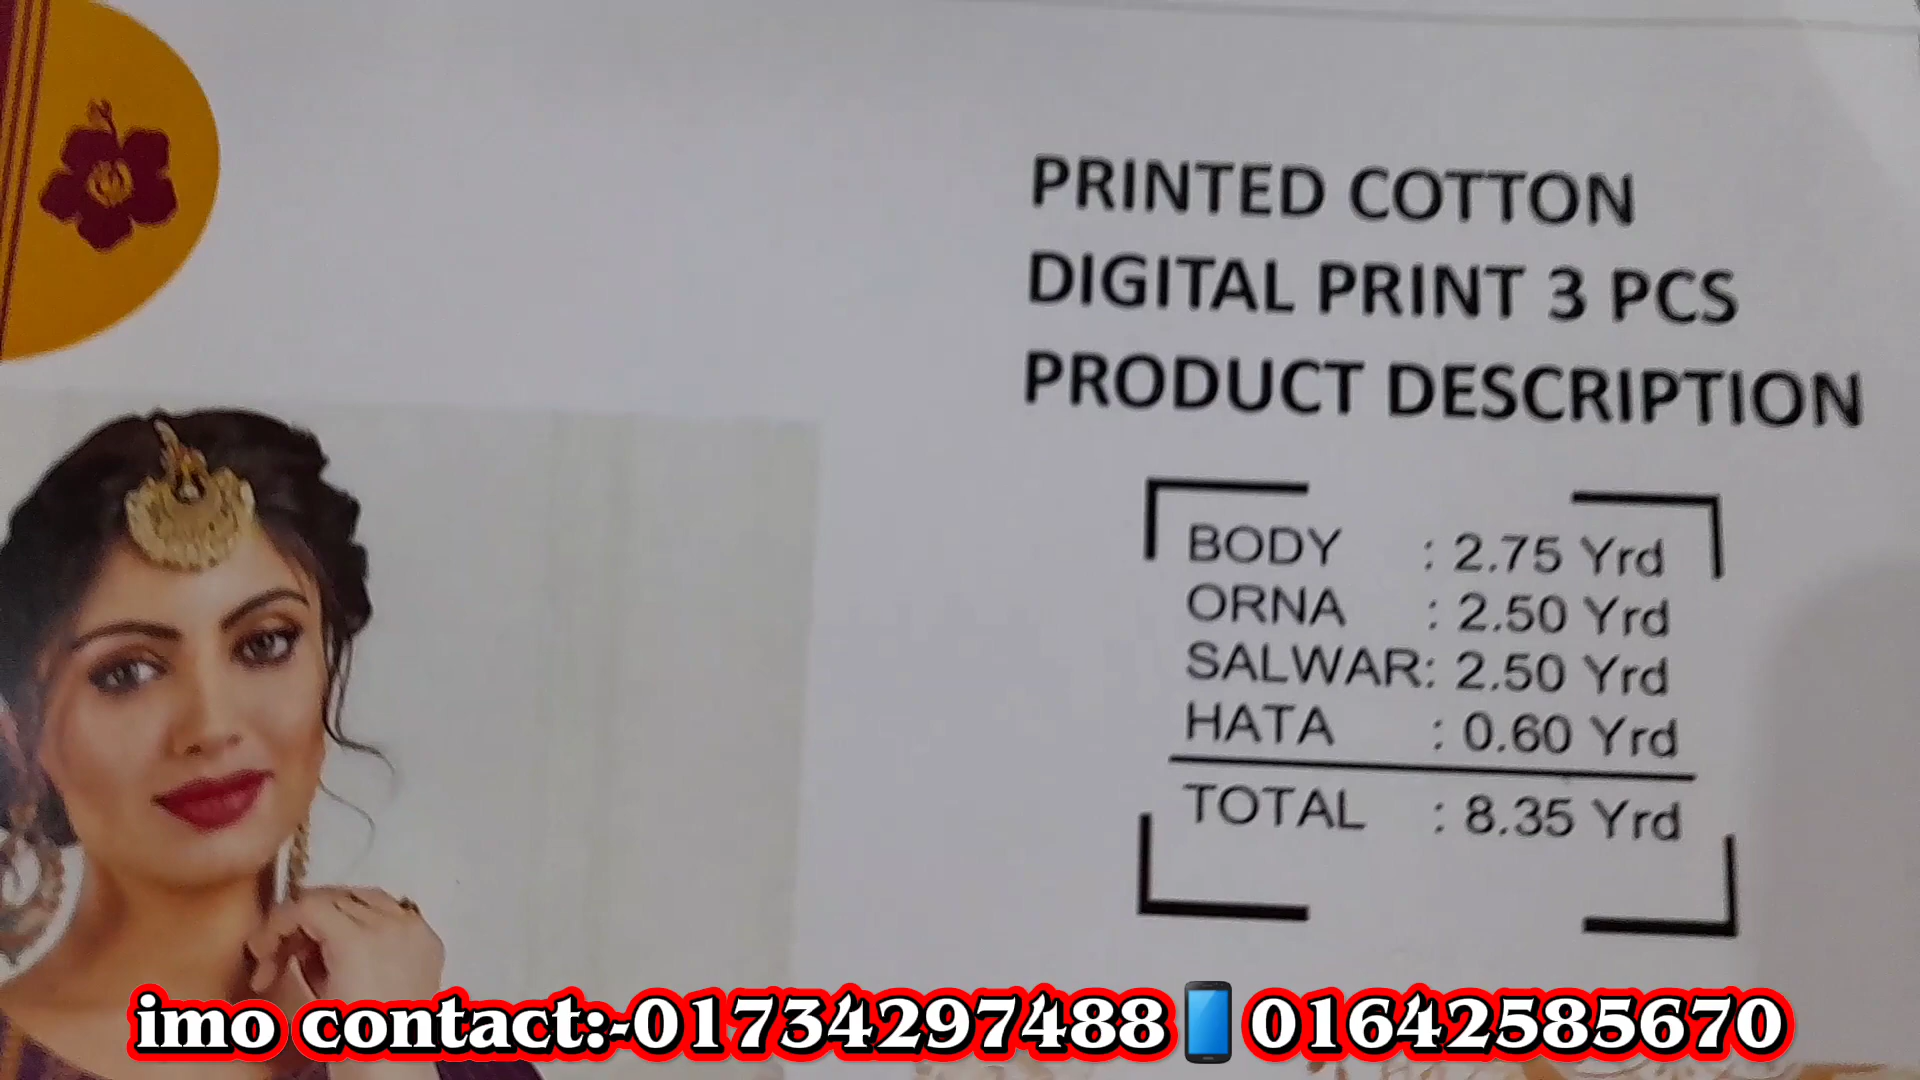 PRINTED COTTON
DIGITAL PRINT 3 PCS
PRODUCT DESCRIPTION
BODY : 2.75 Yrd
ORNA : 2.50 Yrd
SALWAR: 2.50 Yrd
HATA : 0.60 Yrd
TOTAL : 8.35 Yrd
imo contact:-01734297488📱01642585670